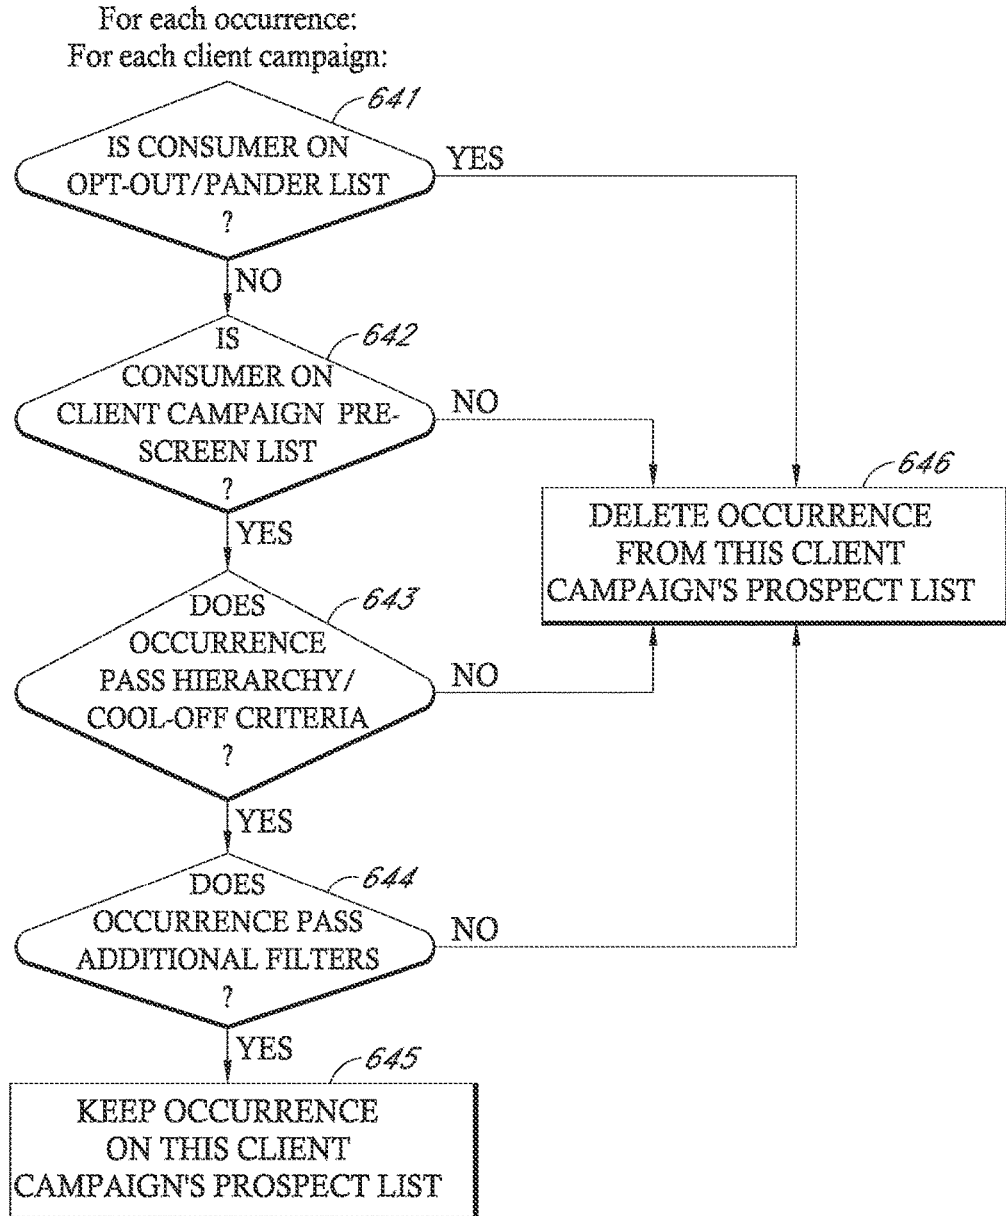 For each occurrence:
For each client campaign:
641
IS CONSUMER ON
OPT-OUT/PANDER LIST
?
YES
NO
642
IS
CONSUMER ON
CLIENT CAMPAIGN PRE-
SCREEN LIST
?
NO
YES
646
DELETE OCCURRENCE
FROM THIS CLIENT
CAMPAIGN'S PROSPECT LIST
643
DOES
OCCURRENCE
PASS HIERARCHY/
COOL-OFF CRITERIA
?
NO
YES
644
DOES
OCCURRENCE PASS
ADDITIONAL FILTERS
?
NO
YES
645
KEEP OCCURRENCE
ON THIS CLIENT
CAMPAIGN'S PROSPECT LIST